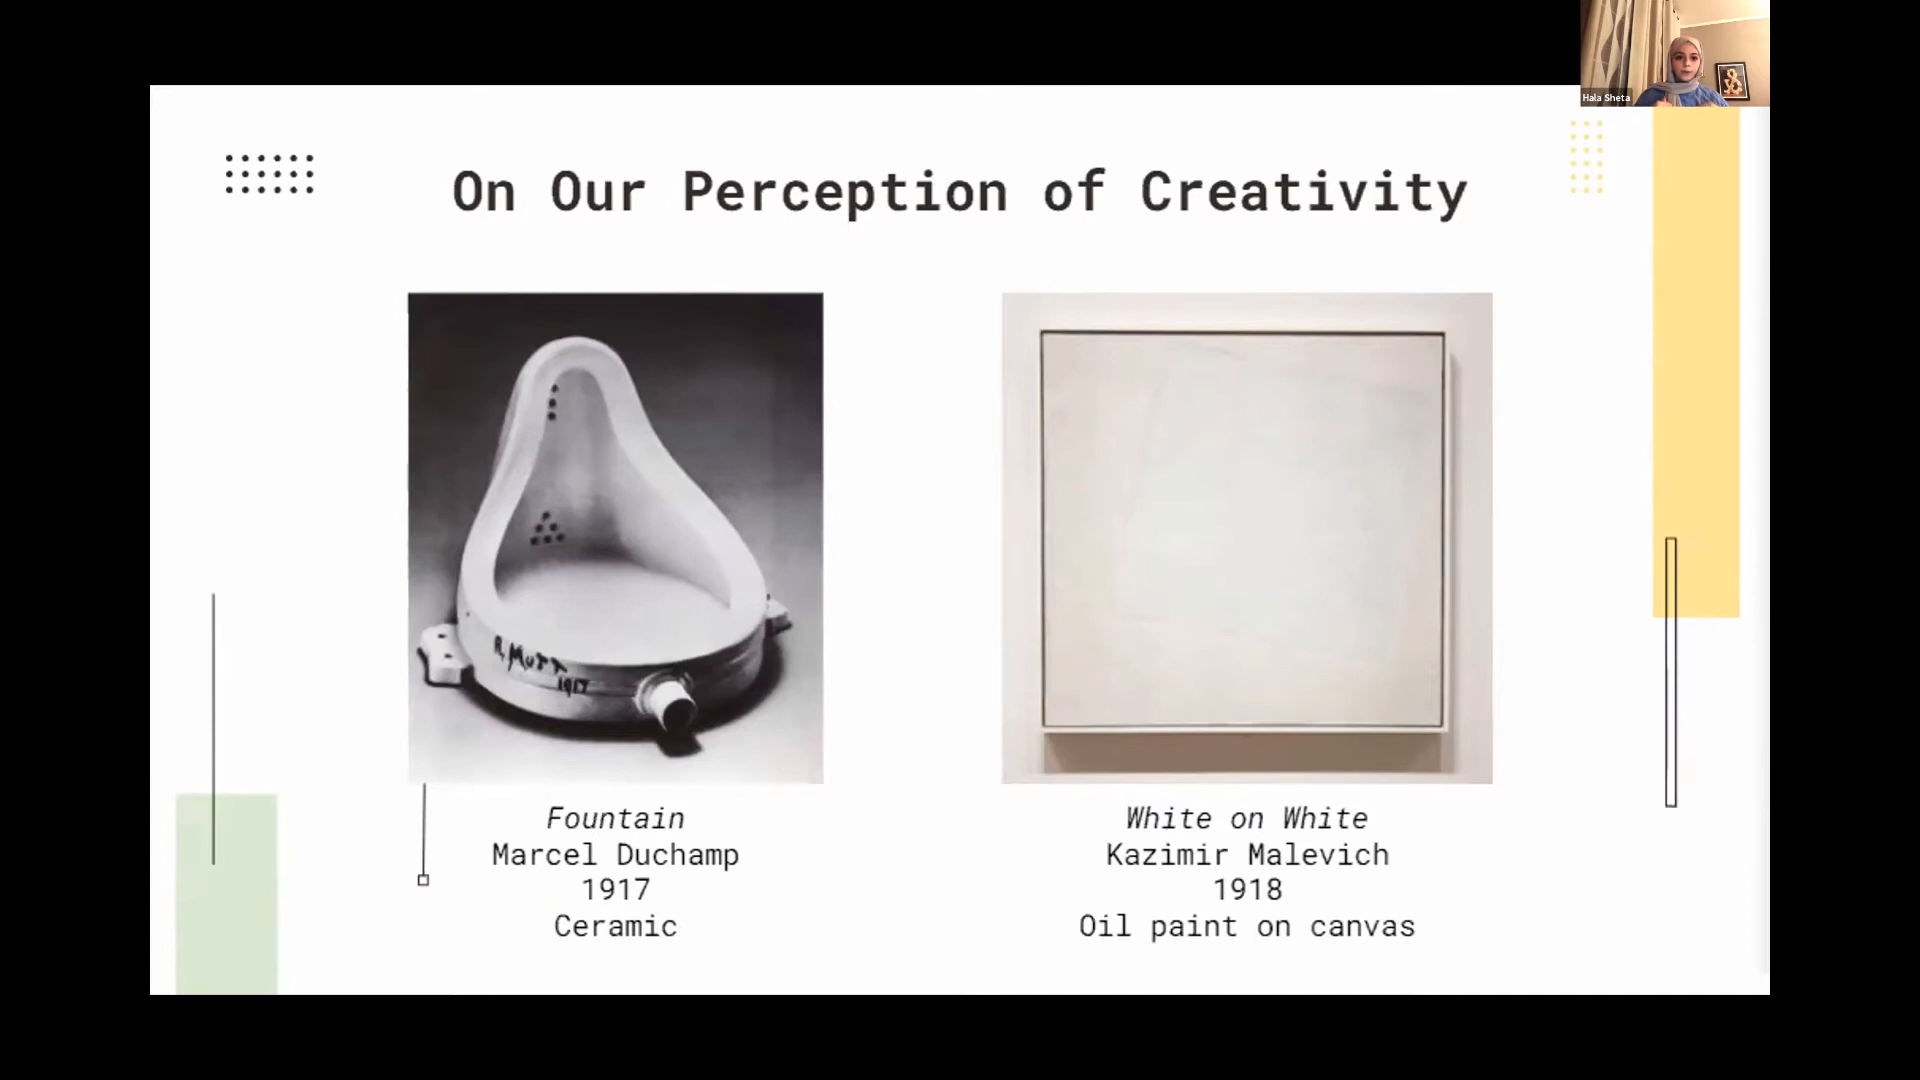 Hala Sheta
On Our Perception of Creativity
R. MUTT
1917
Fountain
Marcel Duchamp
1917
Ceramic
White on White
Kazimir Malevich
1918
Oil paint on canvas